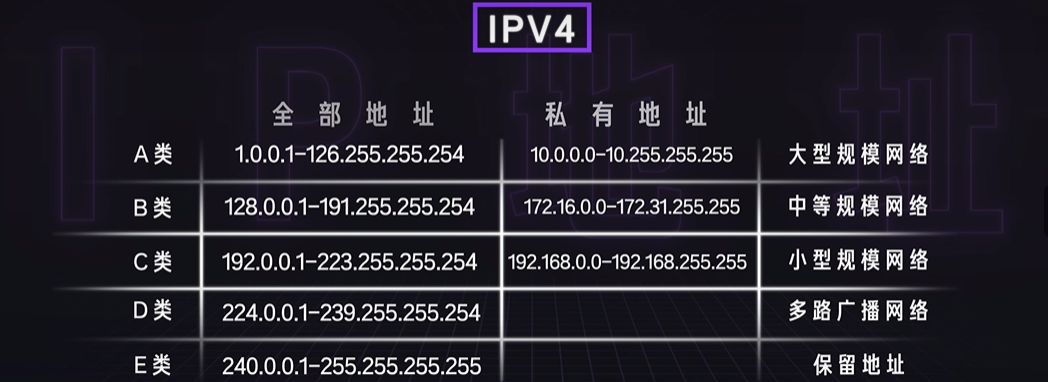 IPV4
全部地址 私有地址
A类 1.0.0.1-126.255.255.254 10.0.0.0-10.255.255.255 大型规模网络
B类 128.0.0.1-191.255.255.254 172.16.0.0-172.31.255.255 中等规模网络
C类 192.0.0.1-223.255.255.254 192.168.0.0-192.168.255.255 小型规模网络
D类 224.0.0.1-239.255.255.254 多路广播网络
E类 240.0.0.1-255.255.255.255 保留地址
IP地址